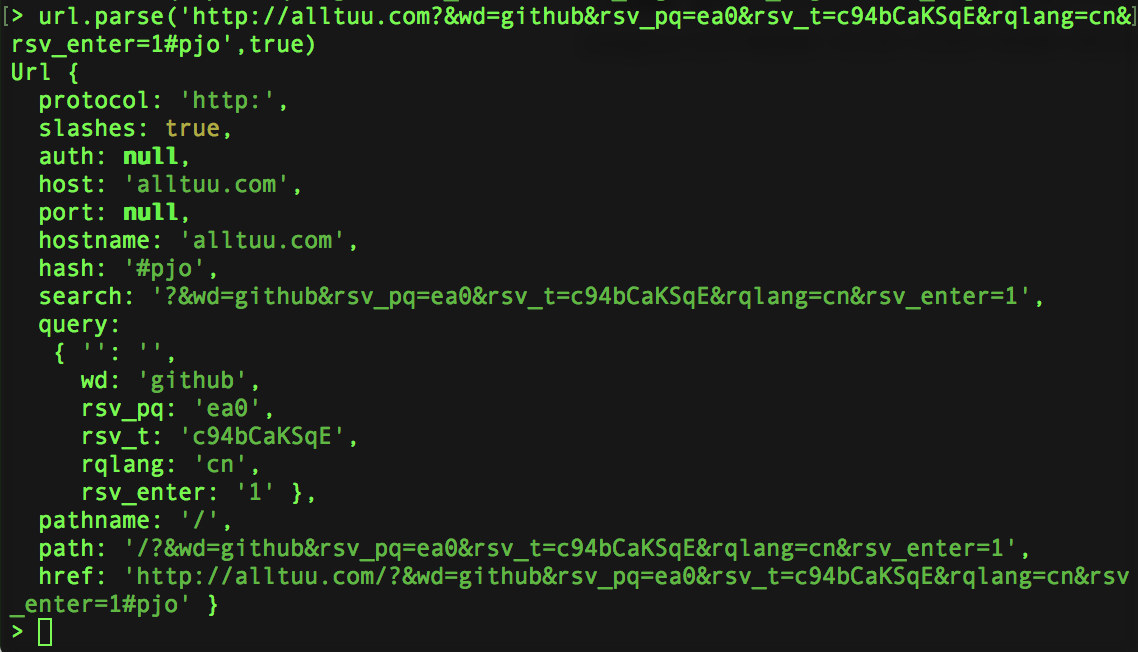 > url.parse('http://alltuu.com?&wd=github&rsv_pq=ea0&rsv_t=c94bCaKSqE&rqlang=cn&
rsv_enter=1#pjo',true)
Url {
  protocol: 'http:',
  slashes: true,
  auth: null,
  host: 'alltuu.com',
  port: null,
  hostname: 'alltuu.com',
  hash: '#pjo',
  search: '?&wd=github&rsv_pq=ea0&rsv_t=c94bCaKSqE&rqlang=cn&rsv_enter=1',
  query:
   { '': '',
     wd: 'github',
     rsv_pq: 'ea0',
     rsv_t: 'c94bCaKSqE',
     rqlang: 'cn',
     rsv_enter: '1' },
  pathname: '/',
  path: '/?&wd=github&rsv_pq=ea0&rsv_t=c94bCaKSqE&rqlang=cn&rsv_enter=1',
  href: 'http://alltuu.com/?&wd=github&rsv_pq=ea0&rsv_t=c94bCaKSqE&rqlang=cn&rsv
_enter=1#pjo' }
>